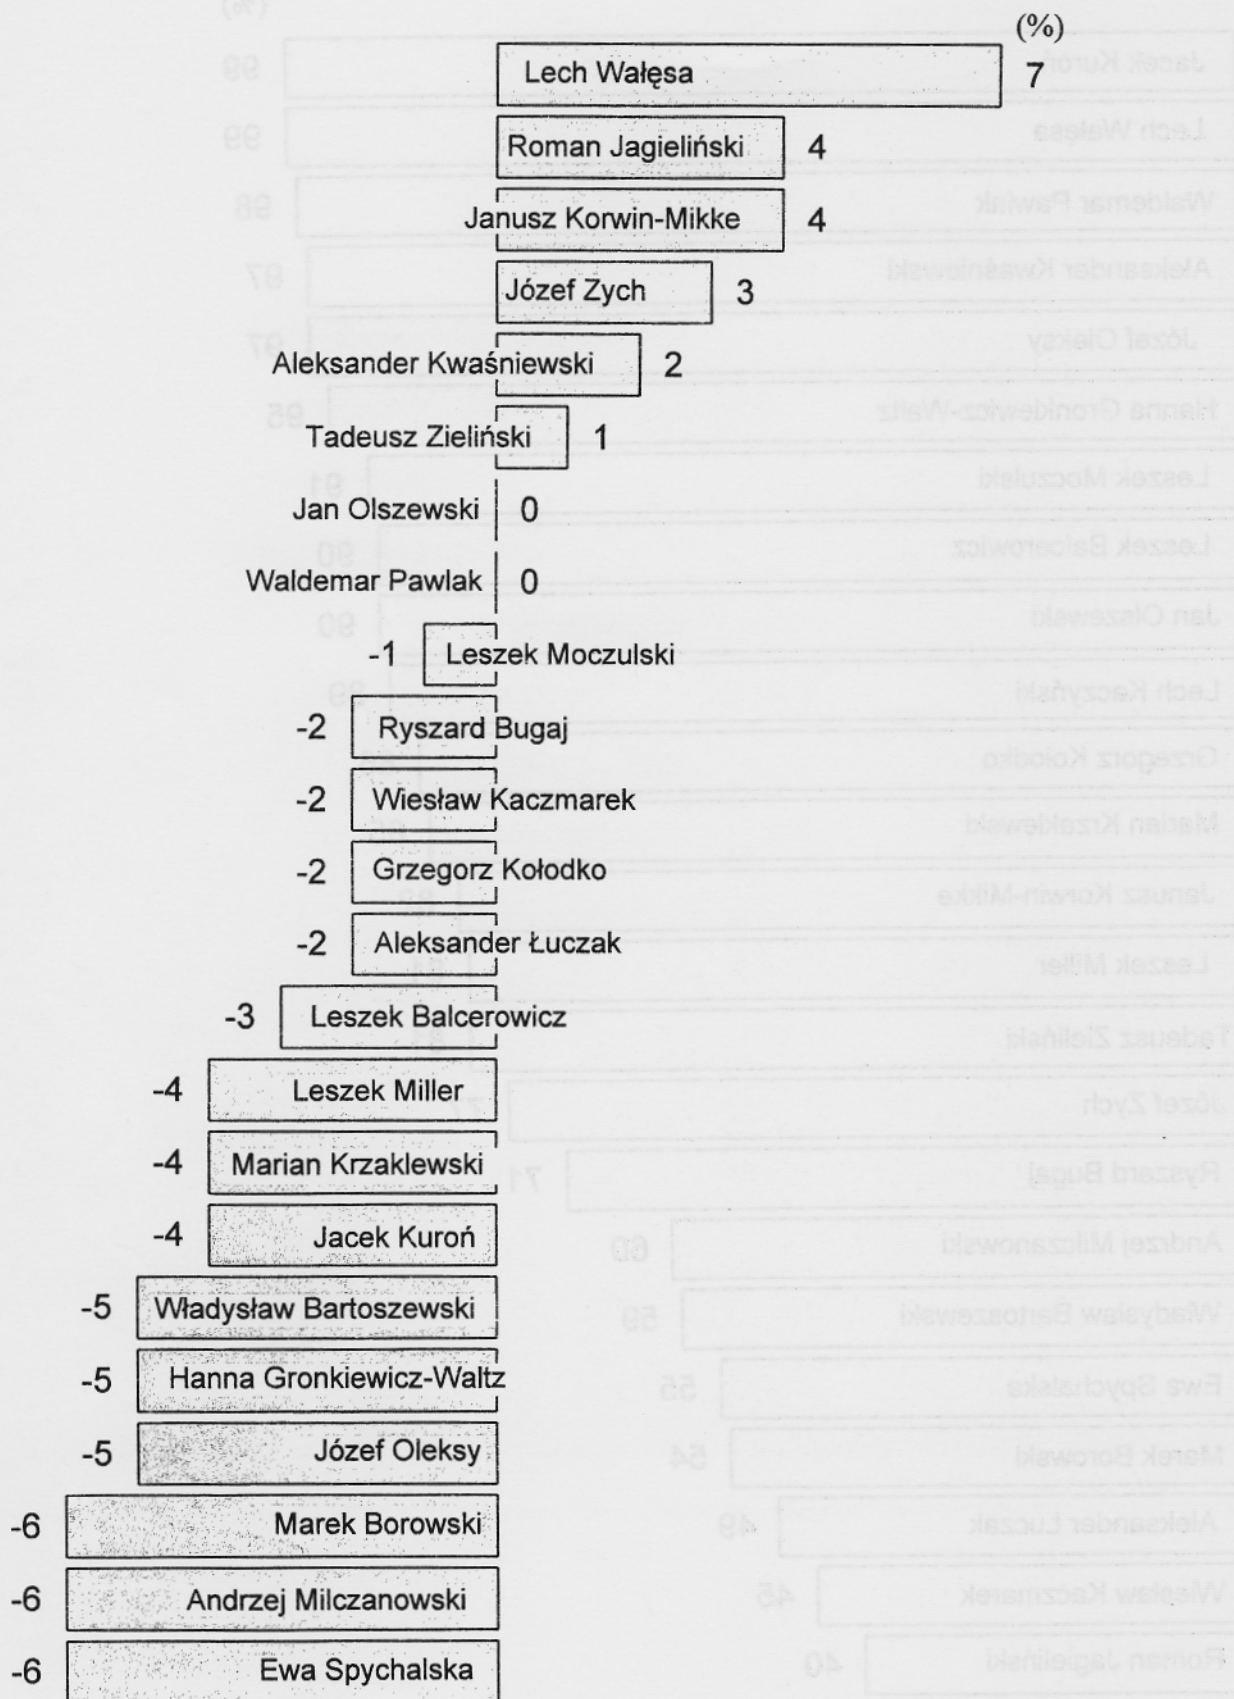 (%)
Lech Wałęsa 7
Roman Jagieliński 4
Janusz Korwin-Mikke 4
Józef Zych 3
Aleksander Kwaśniewski 2
Tadeusz Zieliński 1
Jan Olszewski 0
Waldemar Pawlak 0
-1 Leszek Moczulski
-2 Ryszard Bugaj
-2 Wiesław Kaczmarek
-2 Grzegorz Kołodko
-2 Aleksander Łuczak
-3 Leszek Balcerowicz
-4 Leszek Miller
-4 Marian Krzaklewski
-4 Jacek Kuroń
-5 Władysław Bartoszewski
-5 Hanna Gronkiewicz-Waltz
-5 Józef Oleksy
-6 Marek Borowski
-6 Andrzej Milczanowski
-6 Ewa Spychalska